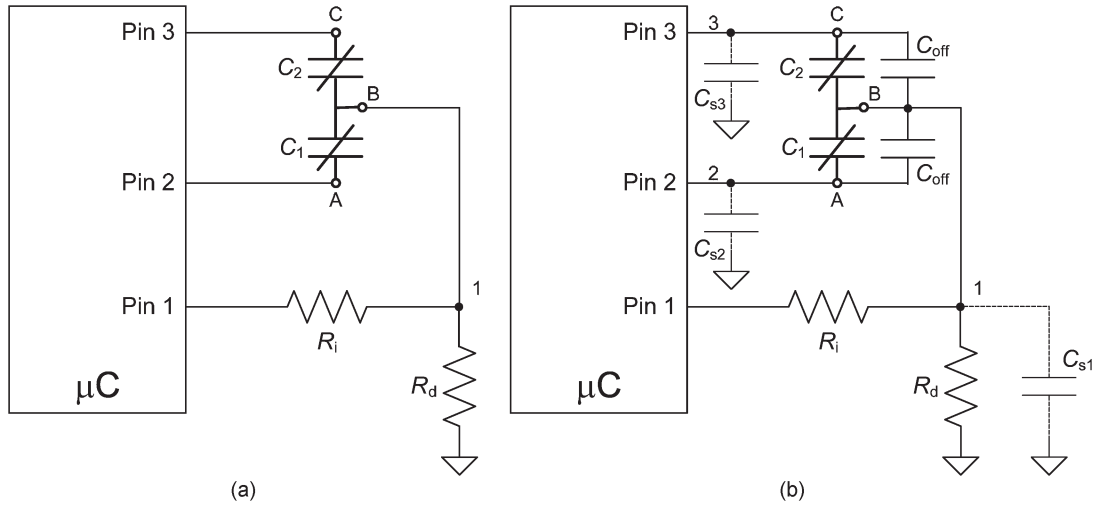 Pin 3
C
C2
B
C1
Pin 2
A
Pin 1
1
Ri
μC
Rd
(a)
Pin 3
3
C
Coff
Cs3
C2
B
C1
Coff
Pin 2
2
A
Cs2
Pin 1
1
Ri
Cs1
μC
Rd
(b)